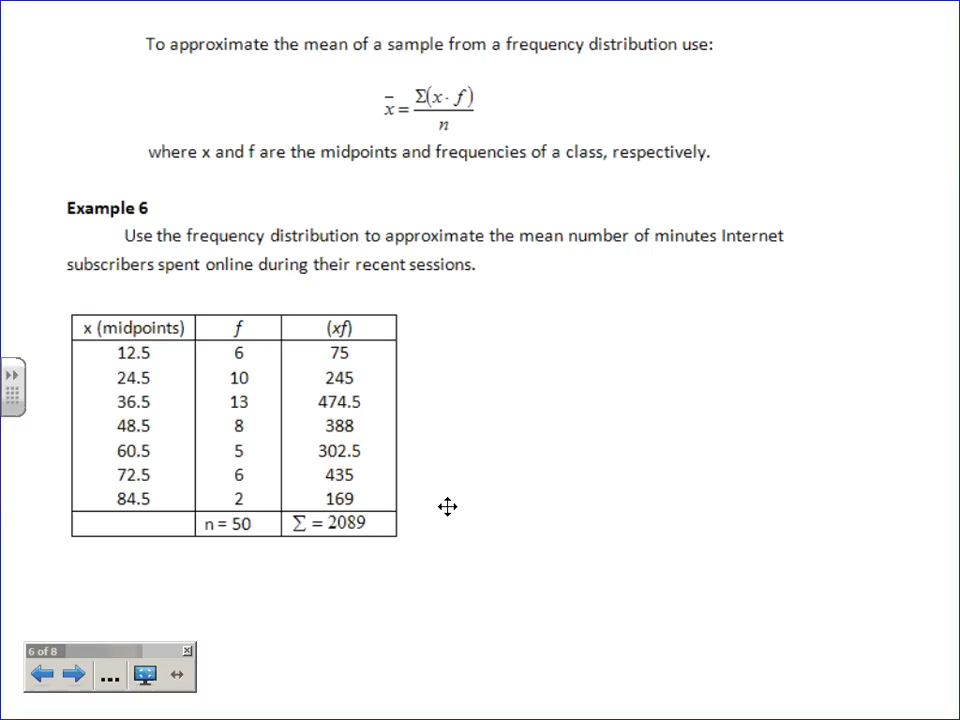 To approximate the mean of a sample from a frequency distribution use:
x̄ = Σ(x · f) / n
where x and f are the midpoints and frequencies of a class, respectively.
Example 6
Use the frequency distribution to approximate the mean number of minutes Internet
subscribers spent online during their recent sessions.
x (midpoints) f (xf)
12.5 6 75
24.5 10 245
36.5 13 474.5
48.5 8 388
60.5 5 302.5
72.5 6 435
84.5 2 169
n = 50 Σ = 2089
6 of 8
...